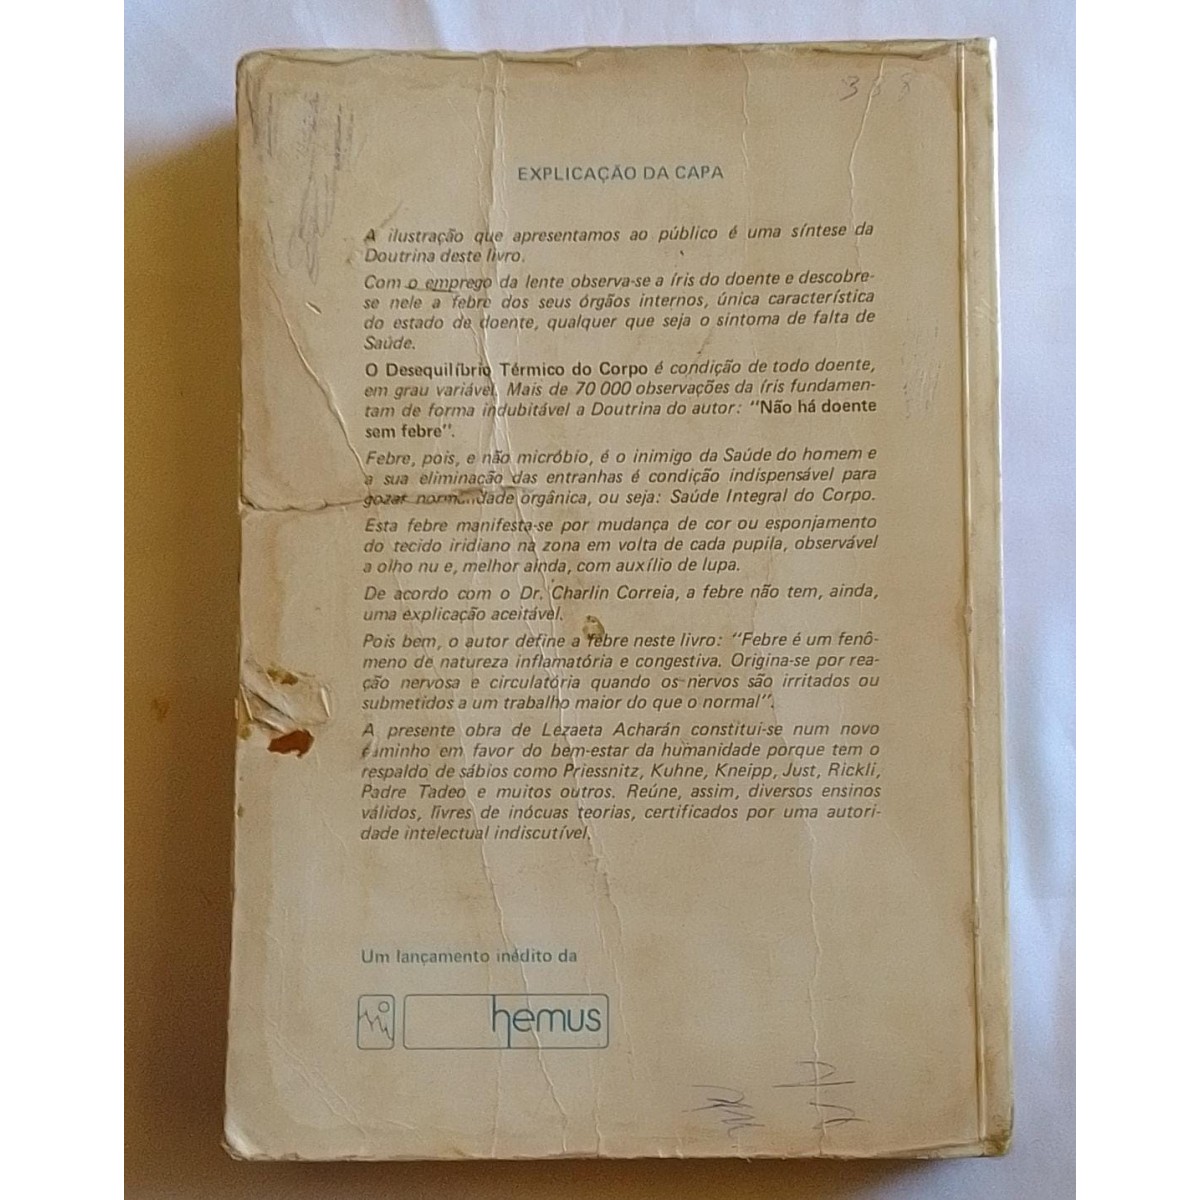 338
EXPLICAÇÃO DA CAPA
A ilustração que apresentamos ao público é uma síntese da
Doutrina deste livro.
Com o emprego da lente observa-se a íris do doente e descobre-
se nele a febre dos seus órgãos internos, única característica
do estado de doente, qualquer que seja o sintoma de falta de
Saúde.
O Desequilíbrio Térmico do Corpo é condição de todo doente,
em grau variável. Mais de 70 000 observações da íris fundamen-
tam de forma indubitável a Doutrina do autor: "Não há doente
sem febre".
Febre, pois, e não micróbio, é o inimigo da Saúde do homem e
a sua eliminação das entranhas é condição indispensável para
gozar normalidade orgânica, ou seja: Saúde Integral do Corpo.
Esta febre manifesta-se por mudança de cor ou esponjamento
do tecido iridiano na zona em volta de cada pupila, observável
a olho nu e, melhor ainda, com auxílio de lupa.
De acordo com o Dr. Charlin Correia, a febre não tem, ainda,
uma explicação aceitável.
Pois bem, o autor define a febre neste livro: "Febre é um fenô-
meno de natureza inflamatória e congestiva. Origina-se por rea-
ção nervosa e circulatória quando os nervos são irritados ou
submetidos a um trabalho maior do que o normal".
A presente obra de Lezaeta Acharán constitui-se num novo
caminho em favor do bem-estar da humanidade porque tem o
respaldo de sábios como Priessnitz, Kuhne, Kneipp, Just, Rickli,
Padre Tadeo e muitos outros. Reúne, assim, diversos ensinos
válidos, livres de inócuas teorias, certificados por uma autori-
dade intelectual indiscutível.
Um lançamento inédito da
hemus